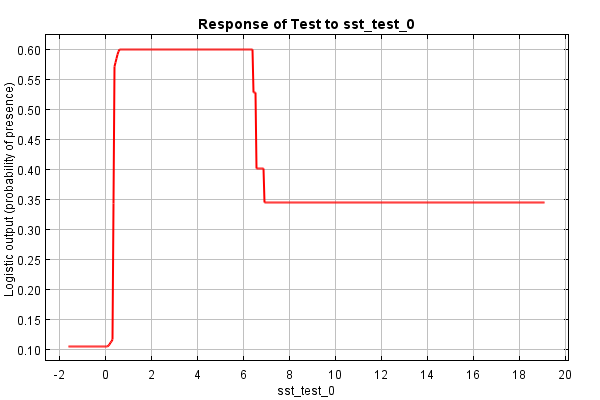 Response of Test to sst_test_0
Logistic output (probability of presence)
0.60
0.55
0.50
0.45
0.40
0.35
0.30
0.25
0.20
0.15
0.10
-2 0 2 4 6 8 10 12 14 16 18 20
sst_test_0